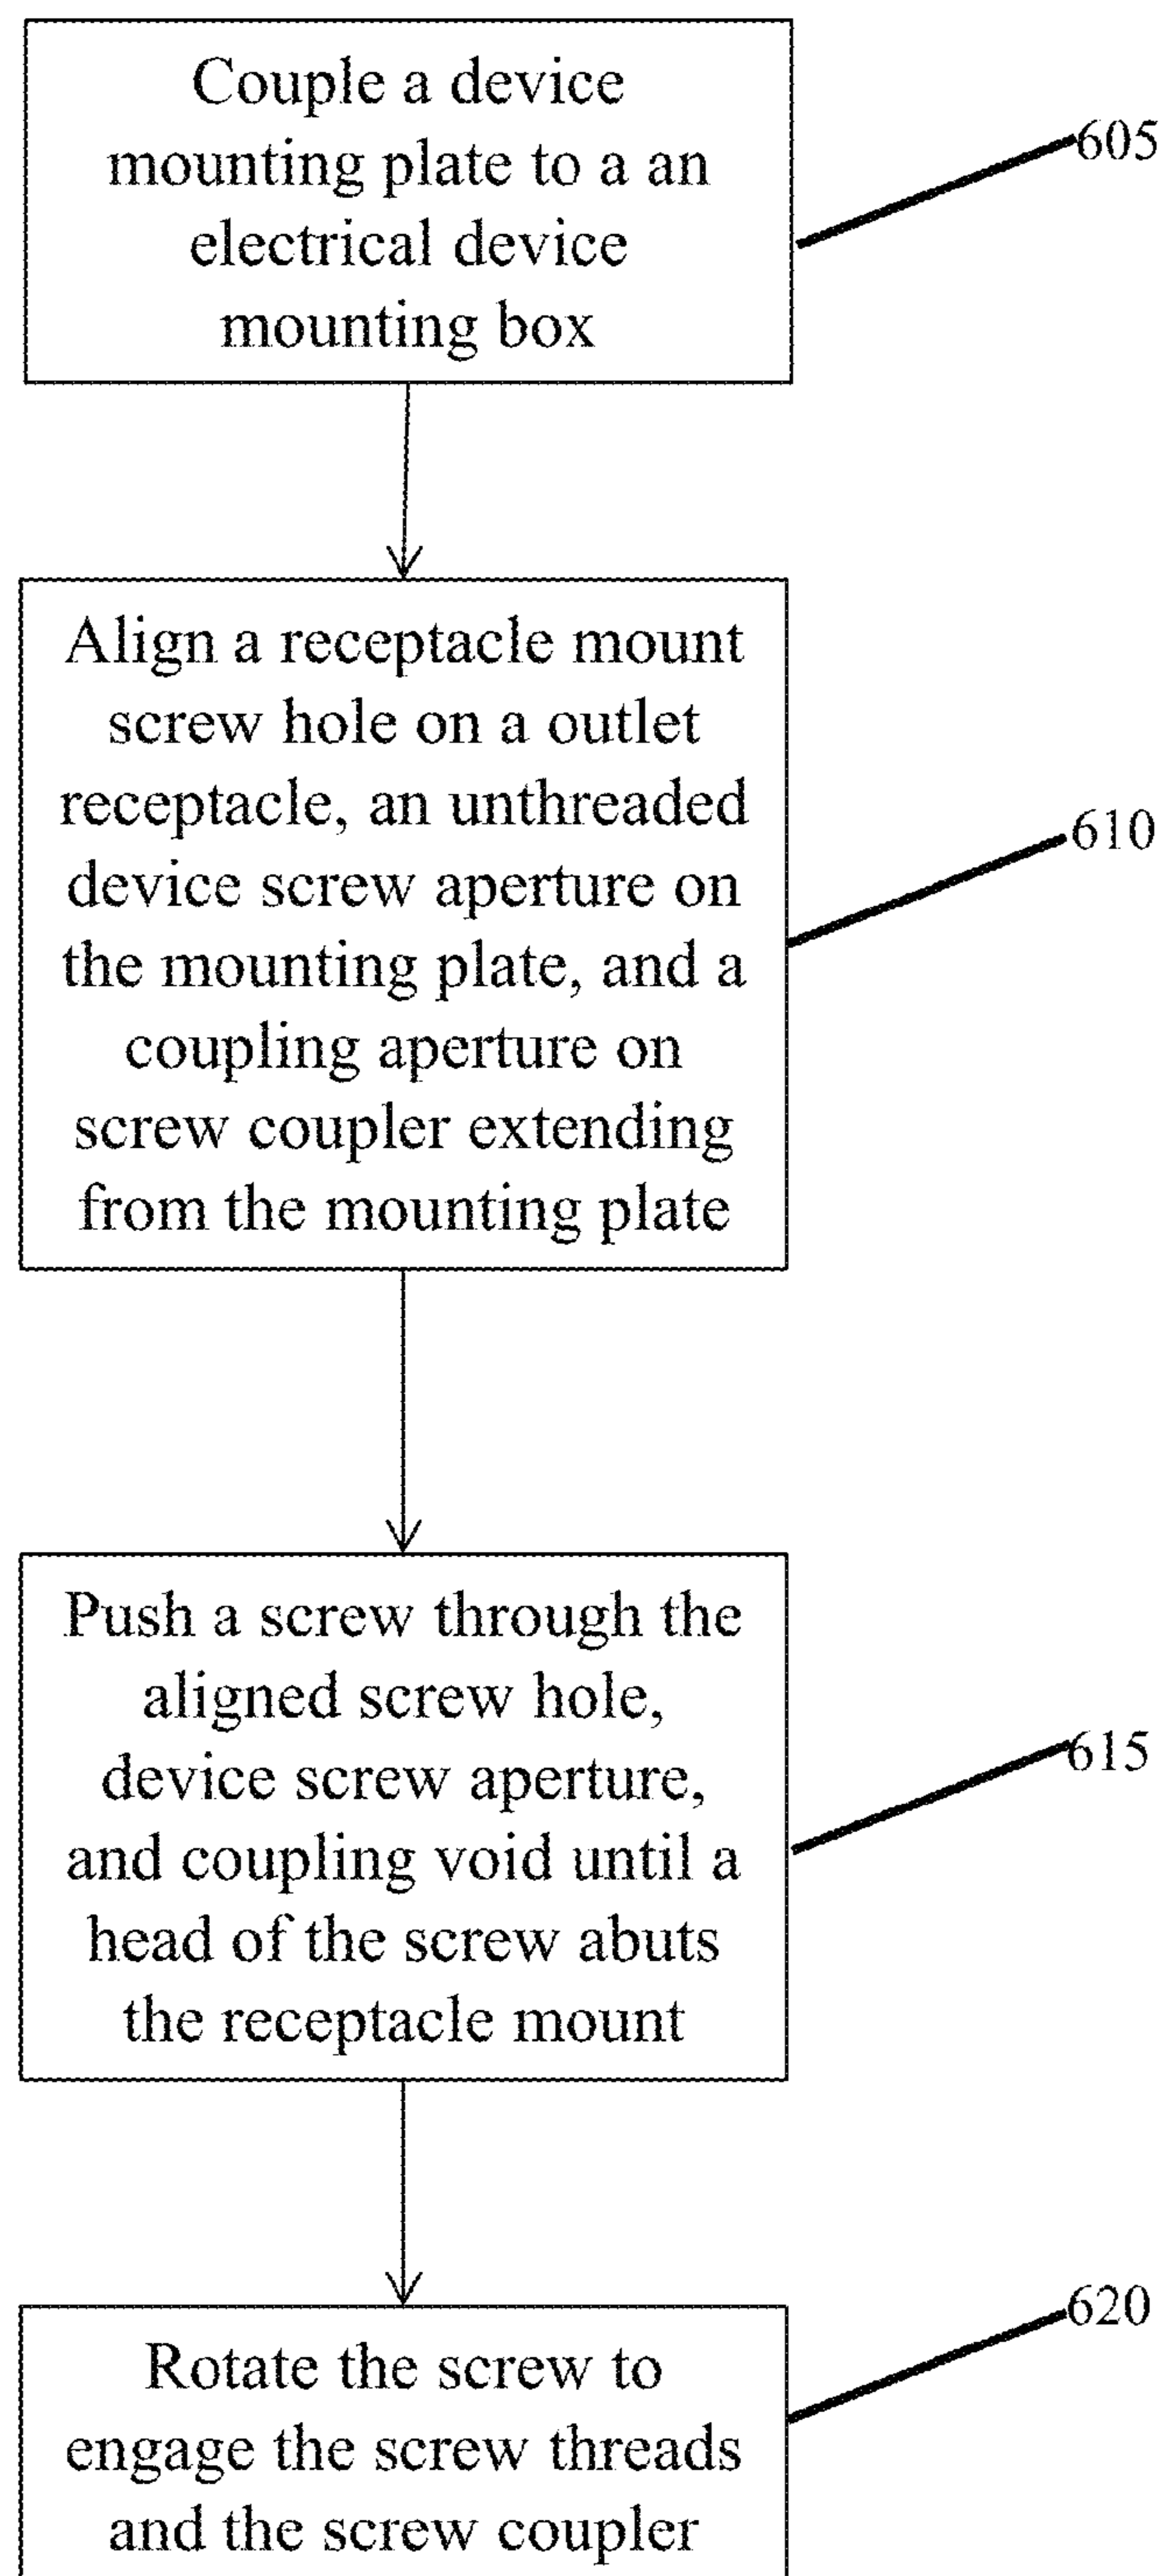 Couple a device
mounting plate to a an
electrical device
mounting box
605
Align a receptacle mount
screw hole on a outlet
receptacle, an unthreaded
device screw aperture on
the mounting plate, and a
coupling aperture on
screw coupler extending
from the mounting plate
610
Push a screw through the
aligned screw hole,
device screw aperture,
and coupling void until a
head of the screw abuts
the receptacle mount
615
Rotate the screw to
engage the screw threads
and the screw coupler
620